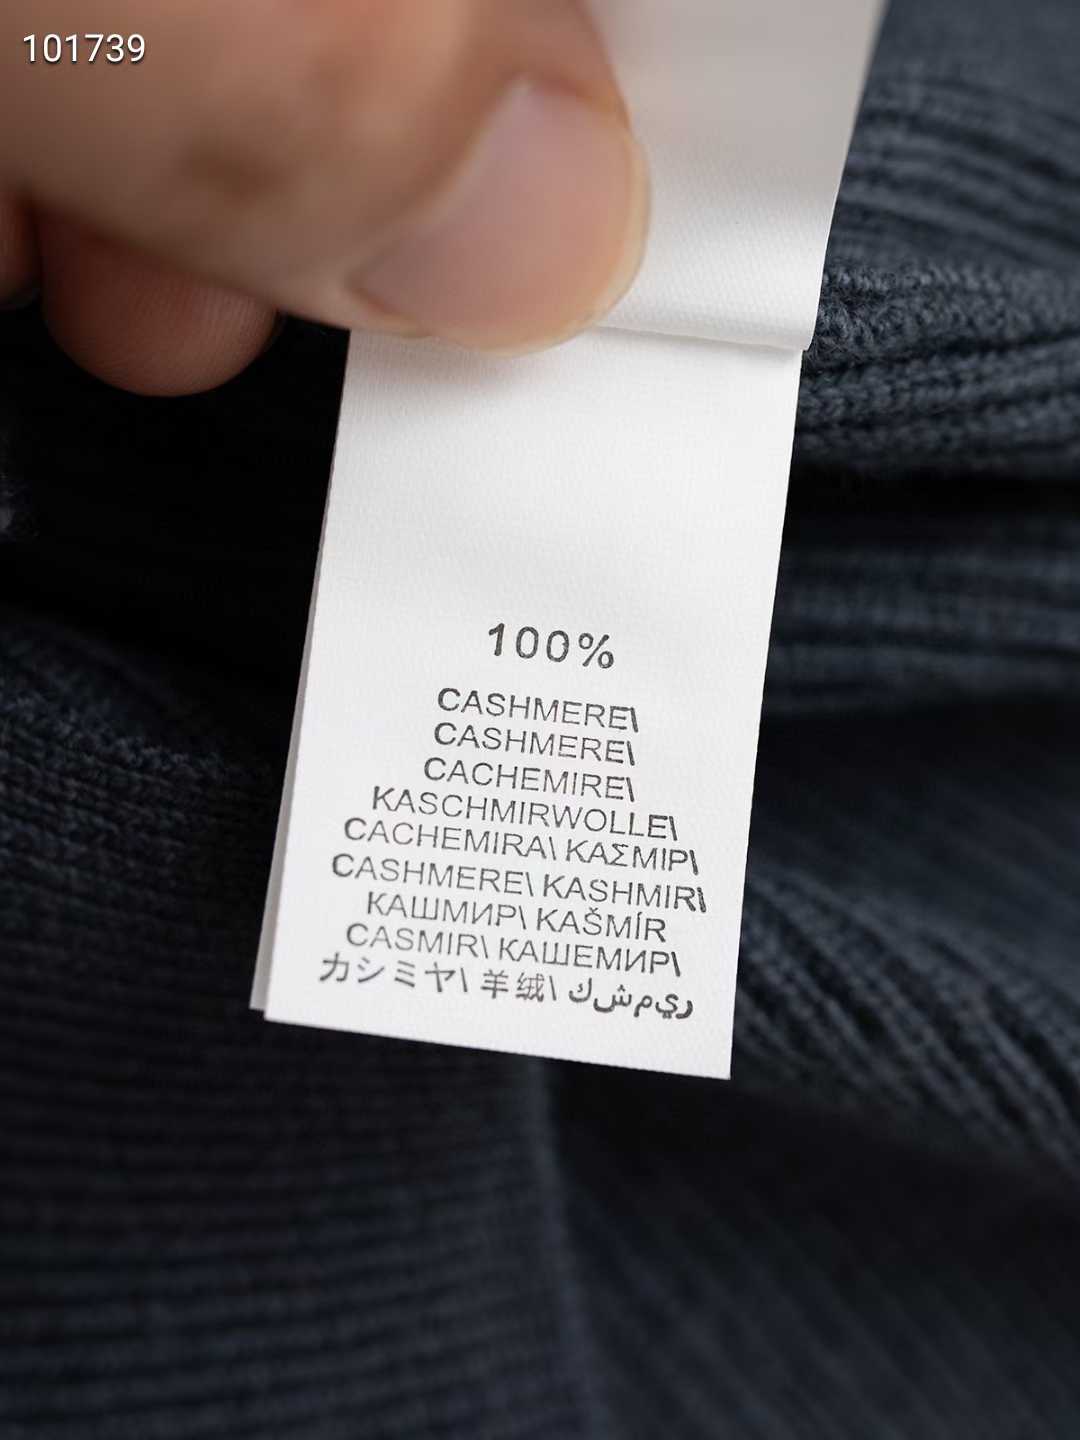 101739
100%
CASHMERE\
CASHMERE\
CACHEMIRE\
KASCHMIRWOLLE\
CACHEMIRA\ ΚΑΣΜΙΡ\
CASHMERE\ KASHMIR\
КАШМИР\ KAŠMÍR
CASMIR\ КАШЕМИР\
カシミヤ\ 羊绒\ كشمير